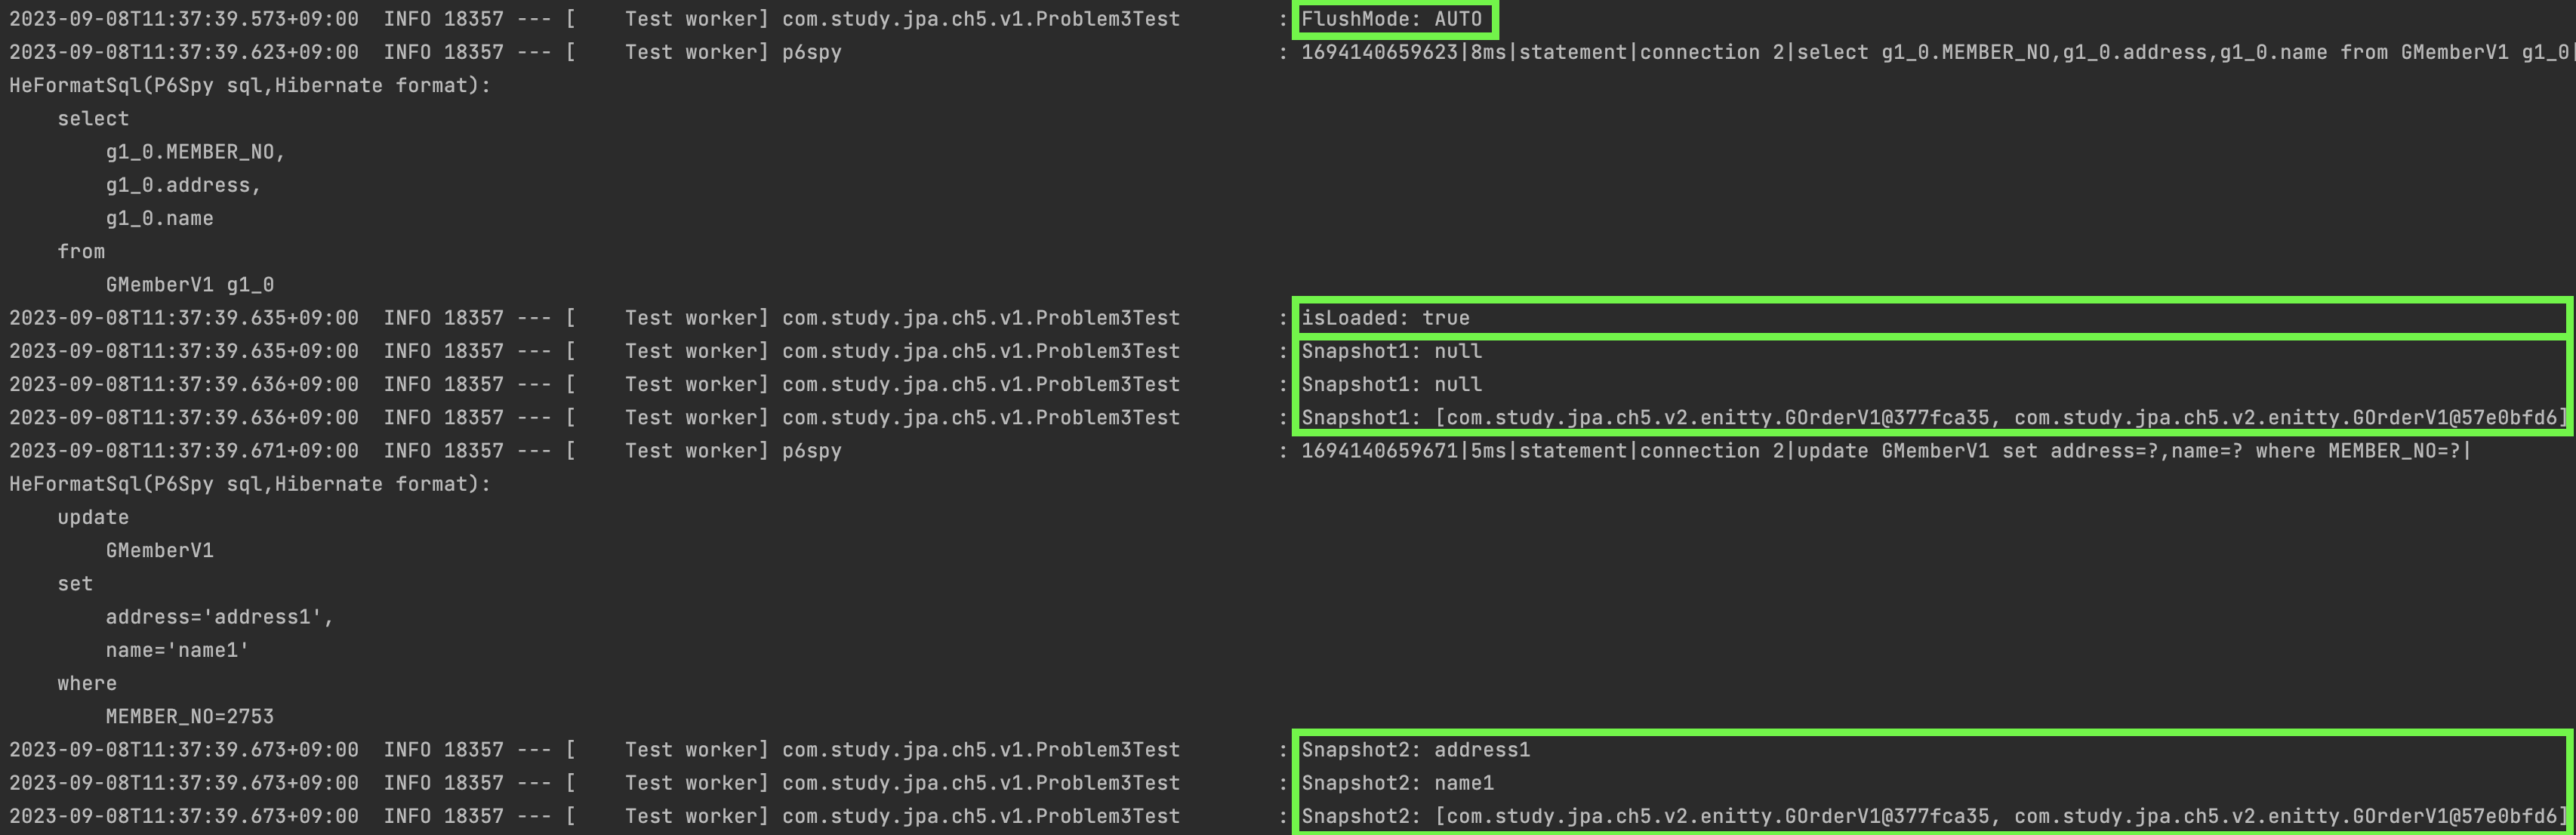 2023-09-08T11:37:39.573+09:00  INFO 18357 --- [    Test worker] com.study.jpa.ch5.v1.Problem3Test        : FlushMode: AUTO
2023-09-08T11:37:39.623+09:00  INFO 18357 --- [    Test worker] p6spy                                    : 1694140659623|8ms|statement|connection 2|select g1_0.MEMBER_NO,g1_0.address,g1_0.name from GMemberV1 g1_0|
HeFormatSql(P6Spy sql,Hibernate format):
    select
        g1_0.MEMBER_NO,
        g1_0.address,
        g1_0.name
    from
        GMemberV1 g1_0
2023-09-08T11:37:39.635+09:00  INFO 18357 --- [    Test worker] com.study.jpa.ch5.v1.Problem3Test        : isLoaded: true
2023-09-08T11:37:39.635+09:00  INFO 18357 --- [    Test worker] com.study.jpa.ch5.v1.Problem3Test        : Snapshot1: null
2023-09-08T11:37:39.636+09:00  INFO 18357 --- [    Test worker] com.study.jpa.ch5.v1.Problem3Test        : Snapshot1: null
2023-09-08T11:37:39.636+09:00  INFO 18357 --- [    Test worker] com.study.jpa.ch5.v1.Problem3Test        : Snapshot1: [com.study.jpa.ch5.v2.enitty.GOrderV1@377fca35, com.study.jpa.ch5.v2.enitty.GOrderV1@57e0bfd6]
2023-09-08T11:37:39.671+09:00  INFO 18357 --- [    Test worker] p6spy                                    : 1694140659671|5ms|statement|connection 2|update GMemberV1 set address=?,name=? where MEMBER_NO=?|
HeFormatSql(P6Spy sql,Hibernate format):
    update
        GMemberV1
    set
        address='address1',
        name='name1'
    where
        MEMBER_NO=2753
2023-09-08T11:37:39.673+09:00  INFO 18357 --- [    Test worker] com.study.jpa.ch5.v1.Problem3Test        : Snapshot2: address1
2023-09-08T11:37:39.673+09:00  INFO 18357 --- [    Test worker] com.study.jpa.ch5.v1.Problem3Test        : Snapshot2: name1
2023-09-08T11:37:39.673+09:00  INFO 18357 --- [    Test worker] com.study.jpa.ch5.v1.Problem3Test        : Snapshot2: [com.study.jpa.ch5.v2.enitty.GOrderV1@377fca35, com.study.jpa.ch5.v2.enitty.GOrderV1@57e0bfd6]